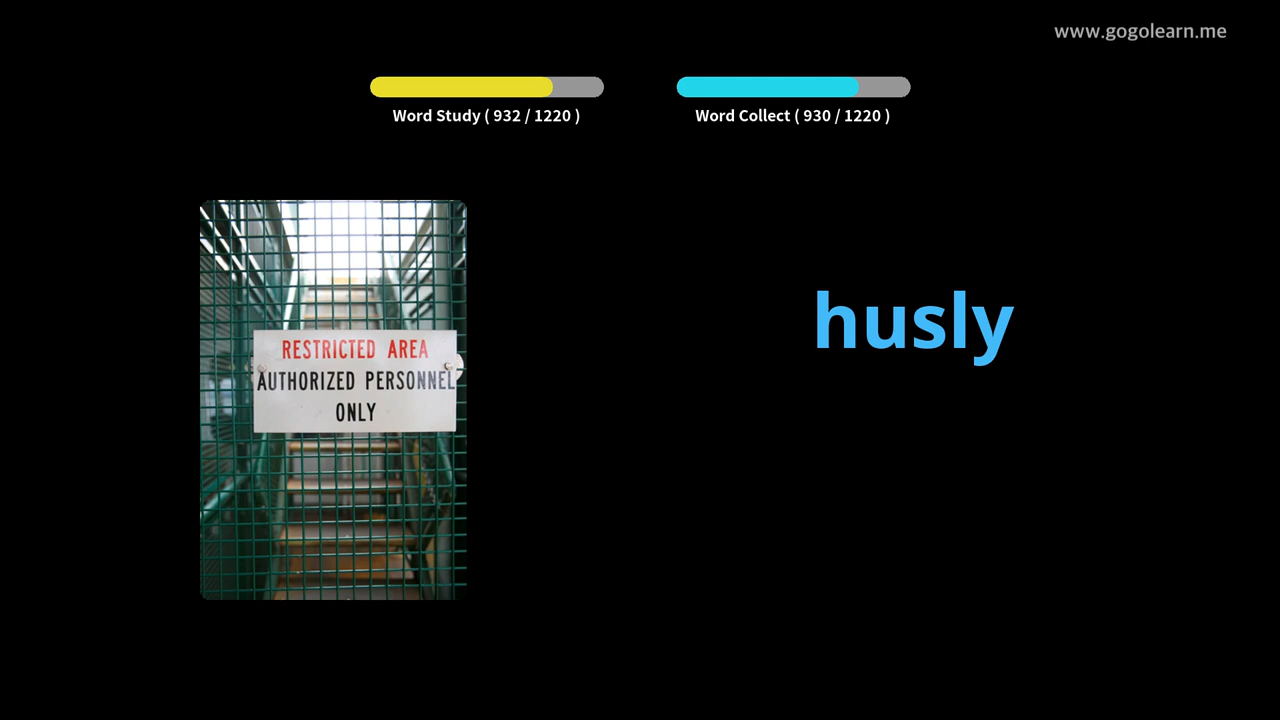 www.gogolearn.me
Word Study ( 932 / 1220 )
Word Collect ( 930 / 1220 )
RESTRICTED AREA
AUTHORIZED PERSONNEL
ONLY
husly